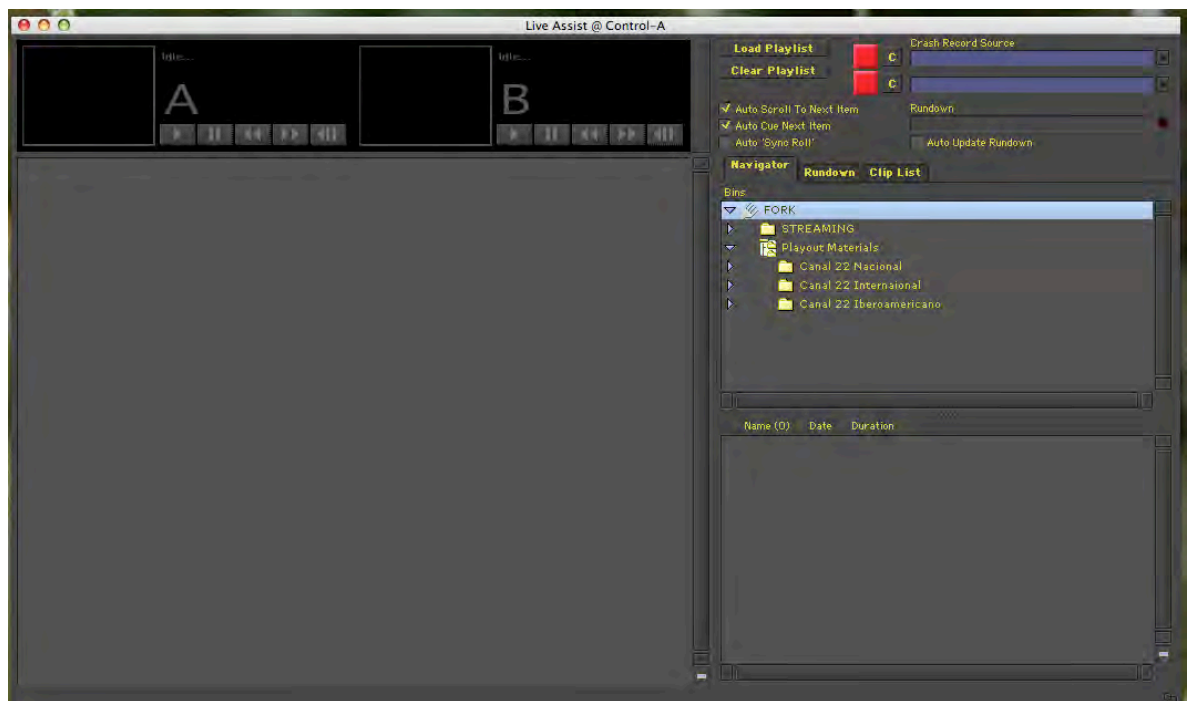 Live Assist @ Control-A
Idle...
A
Idle...
B
Load Playlist
Clear Playlist
C
C
Crash Record Source
Auto Scroll To Next Item
Auto Cue Next Item
Auto 'Sync Roll'
Rundown
Auto Update Rundown
Navigator
Rundown
Clip List
Bins
FORK
STREAMING
Playout Materials
Canal 22 Nacional
Canal 22 Internaional
Canal 22 Iberoamericano
Name (0) Date Duration